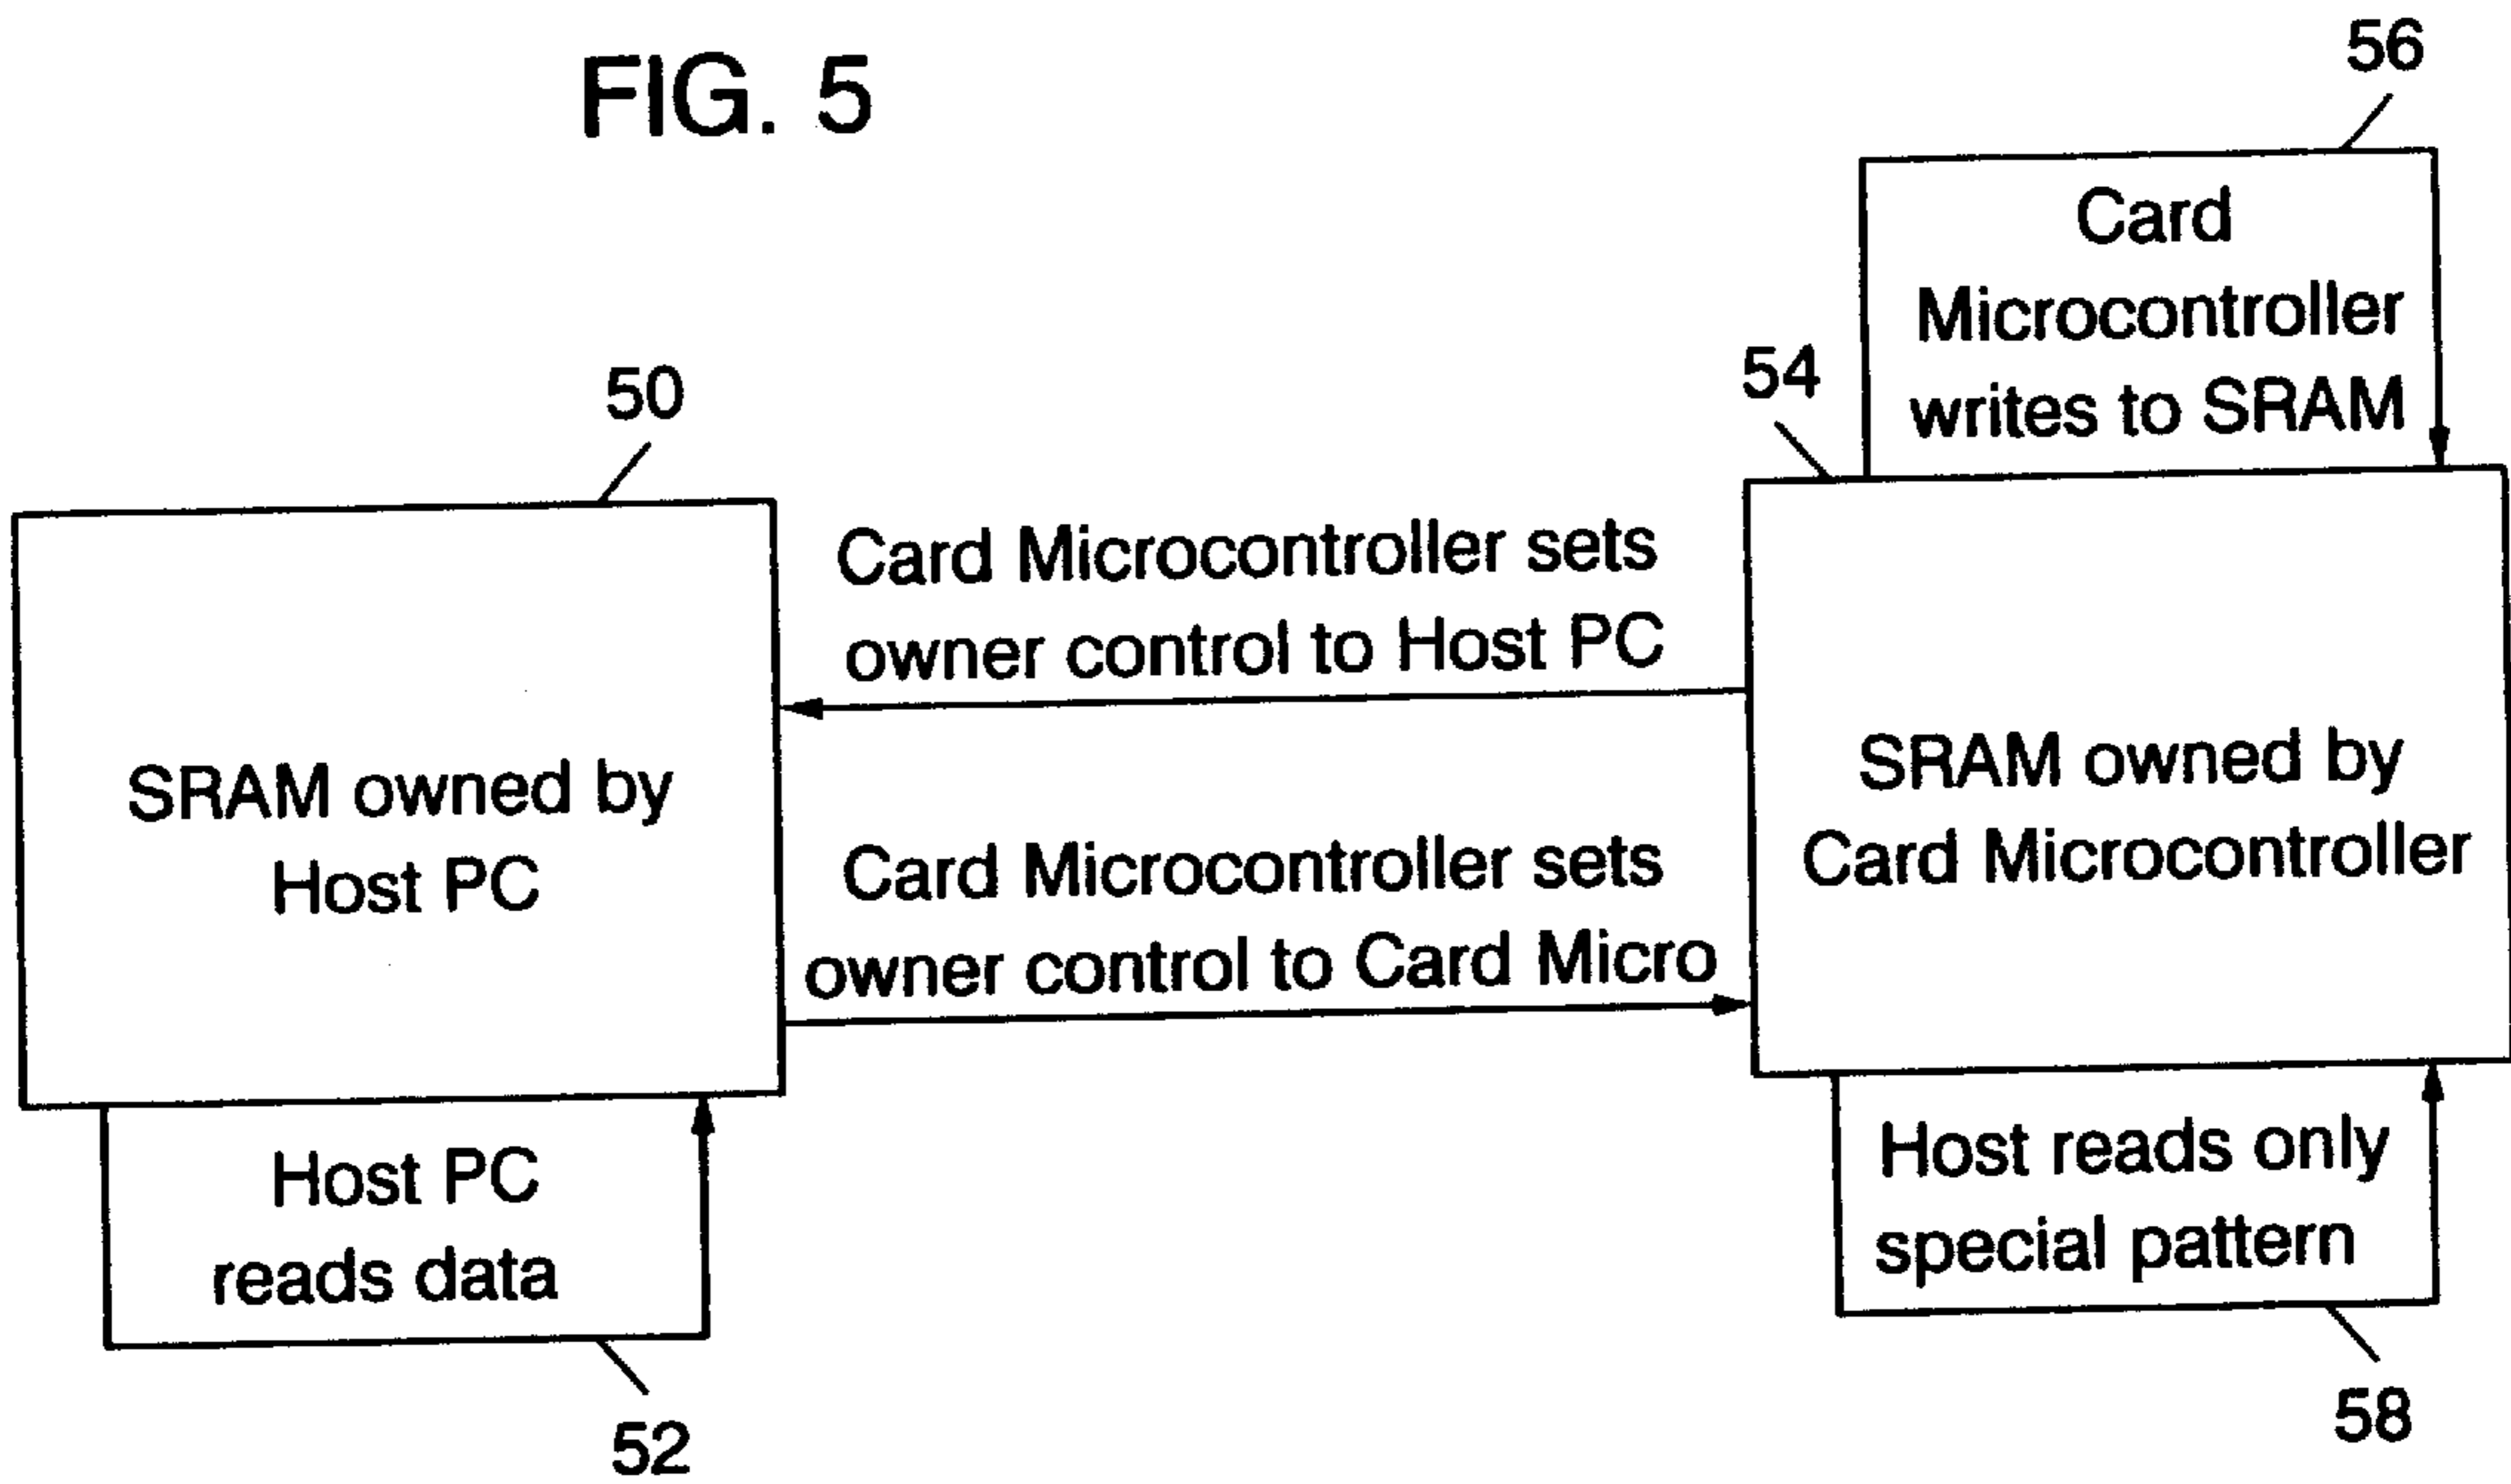 FIG. 5
56
Card
Microcontroller
writes to SRAM
54
50
Card Microcontroller sets
owner control to Host PC
SRAM owned by
Host PC
Card Microcontroller sets
owner control to Card Micro
SRAM owned by
Card Microcontroller
Host PC
reads data
52
Host reads only
special pattern
58